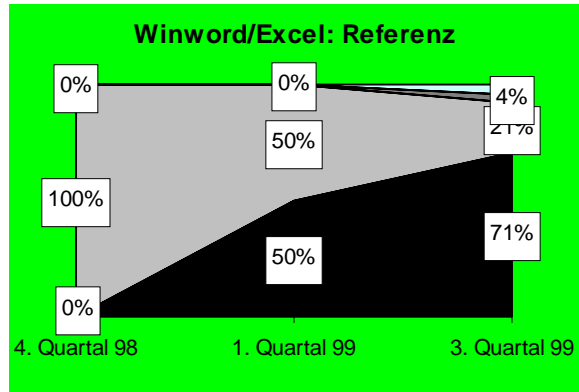 Winword/Excel: Referenz
0% 0% 4%
50% 21%
100%
50% 71%
0%
4. Quartal 98 1. Quartal 99 3. Quartal 99